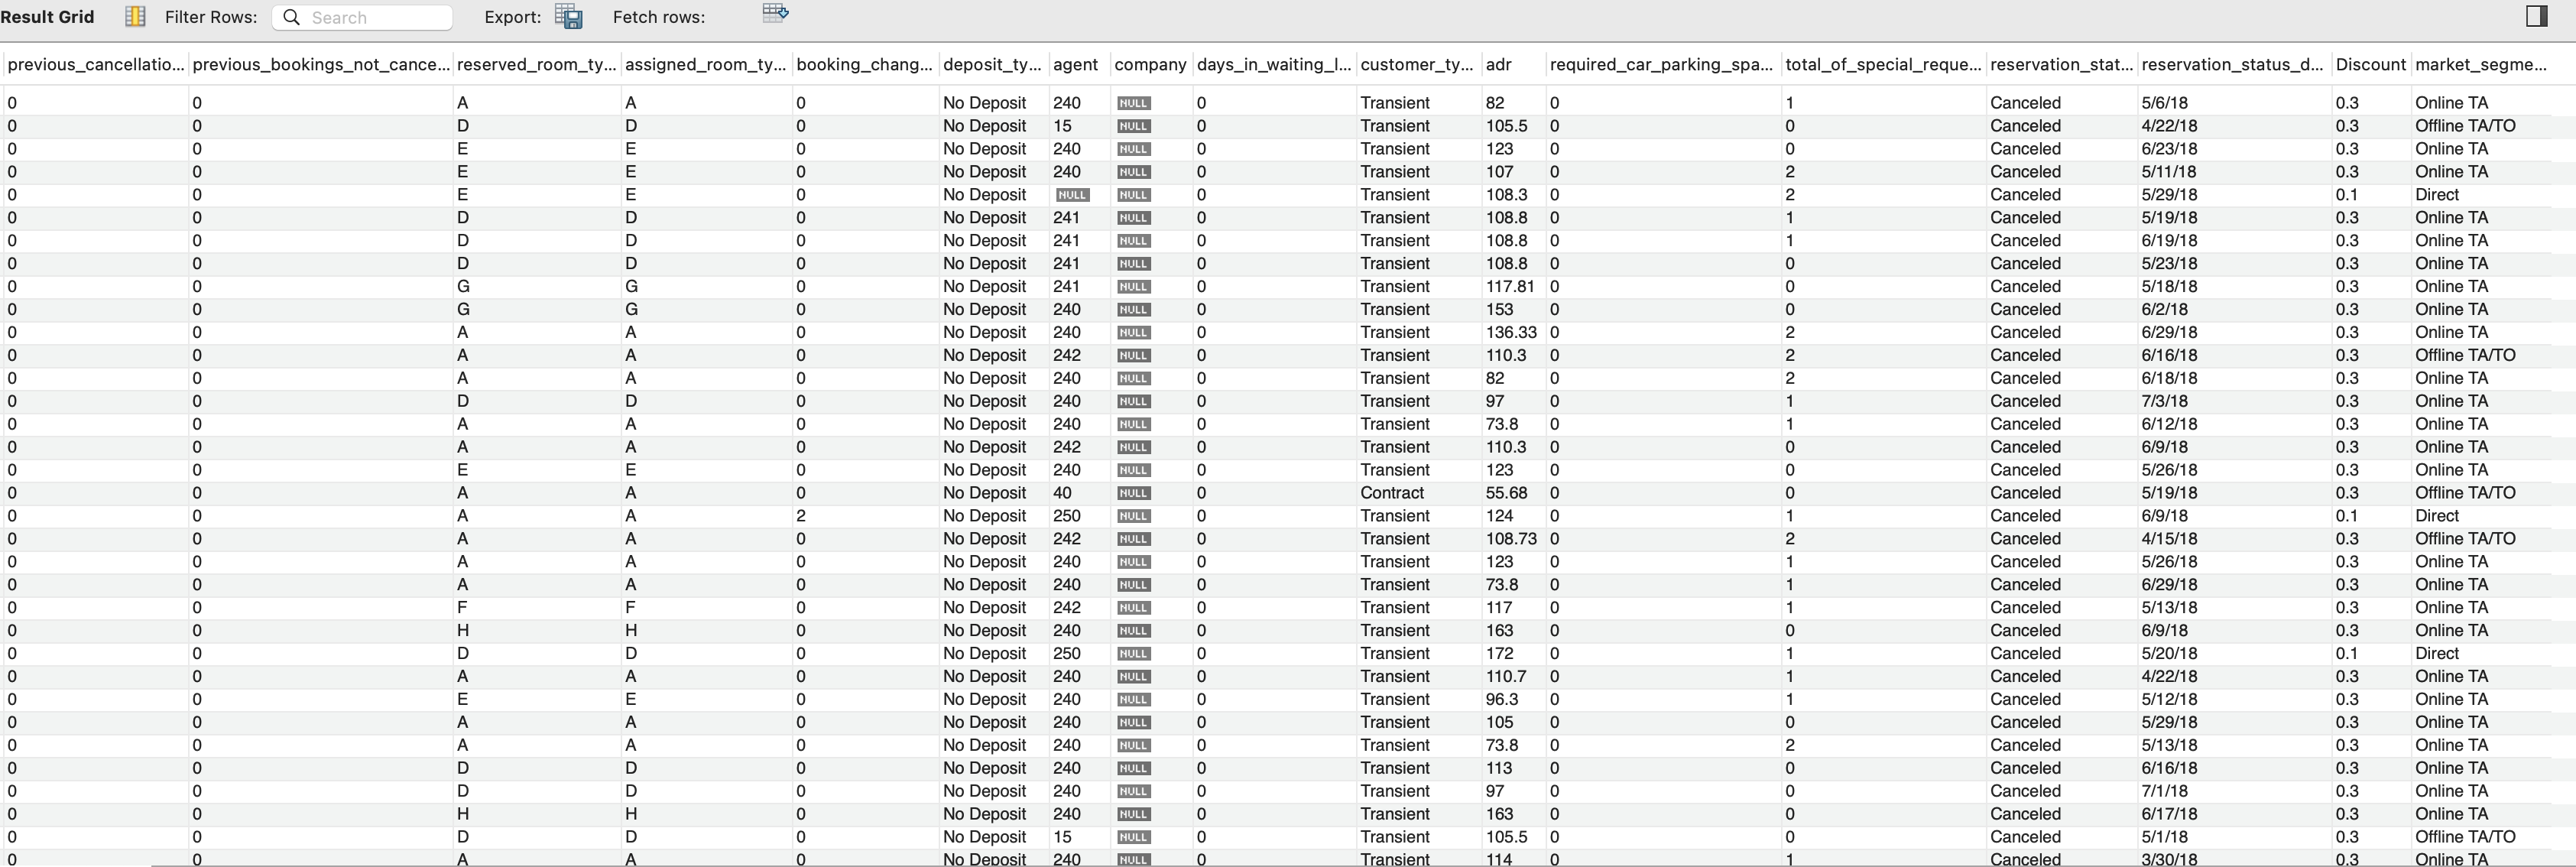 Result Grid Filter Rows: Search Export: Fetch rows:
previous_cancellatio... previous_bookings_not_cance... reserved_room_ty... assigned_room_ty... booking_chang... deposit_ty... agent company days_in_waiting_l... customer_ty... adr required_car_parking_spa... total_of_special_reque... reservation_stat... reservation_status_d... Discount market_segme...
0 0 A A 0 No Deposit 240 NULL 0 Transient 82 0 1 Canceled 5/6/18 0.3 Online TA
0 0 D D 0 No Deposit 15 NULL 0 Transient 105.5 0 0 Canceled 4/22/18 0.3 Offline TA/TO
0 0 E E 0 No Deposit 240 NULL 0 Transient 123 0 0 Canceled 6/23/18 0.3 Online TA
0 0 E E 0 No Deposit 240 NULL 0 Transient 107 0 2 Canceled 5/11/18 0.3 Online TA
0 0 E E 0 No Deposit NULL NULL 0 Transient 108.3 0 2 Canceled 5/29/18 0.1 Direct
0 0 D D 0 No Deposit 241 NULL 0 Transient 108.8 0 1 Canceled 5/19/18 0.3 Online TA
0 0 D D 0 No Deposit 241 NULL 0 Transient 108.8 0 1 Canceled 6/19/18 0.3 Online TA
0 0 D D 0 No Deposit 241 NULL 0 Transient 108.8 0 0 Canceled 5/23/18 0.3 Online TA
0 0 G G 0 No Deposit 241 NULL 0 Transient 117.81 0 0 Canceled 5/18/18 0.3 Online TA
0 0 G G 0 No Deposit 240 NULL 0 Transient 153 0 0 Canceled 6/2/18 0.3 Online TA
0 0 A A 0 No Deposit 240 NULL 0 Transient 136.33 0 2 Canceled 6/29/18 0.3 Online TA
0 0 A A 0 No Deposit 242 NULL 0 Transient 110.3 0 2 Canceled 6/16/18 0.3 Offline TA/TO
0 0 A A 0 No Deposit 240 NULL 0 Transient 82 0 2 Canceled 6/18/18 0.3 Online TA
0 0 D D 0 No Deposit 240 NULL 0 Transient 97 0 1 Canceled 7/3/18 0.3 Online TA
0 0 A A 0 No Deposit 240 NULL 0 Transient 73.8 0 1 Canceled 6/12/18 0.3 Online TA
0 0 A A 0 No Deposit 242 NULL 0 Transient 110.3 0 0 Canceled 6/9/18 0.3 Online TA
0 0 E E 0 No Deposit 240 NULL 0 Transient 123 0 0 Canceled 5/26/18 0.3 Online TA
0 0 A A 0 No Deposit 40 NULL 0 Contract 55.68 0 0 Canceled 5/19/18 0.3 Offline TA/TO
0 0 A A 2 No Deposit 250 NULL 0 Transient 124 0 1 Canceled 6/9/18 0.1 Direct
0 0 A A 0 No Deposit 242 NULL 0 Transient 108.73 0 2 Canceled 4/15/18 0.3 Offline TA/TO
0 0 A A 0 No Deposit 240 NULL 0 Transient 123 0 1 Canceled 5/26/18 0.3 Online TA
0 0 A A 0 No Deposit 240 NULL 0 Transient 73.8 0 1 Canceled 6/29/18 0.3 Online TA
0 0 F F 0 No Deposit 242 NULL 0 Transient 117 0 1 Canceled 5/13/18 0.3 Online TA
0 0 H H 0 No Deposit 240 NULL 0 Transient 163 0 0 Canceled 6/9/18 0.3 Online TA
0 0 D D 0 No Deposit 250 NULL 0 Transient 172 0 1 Canceled 5/20/18 0.1 Direct
0 0 A A 0 No Deposit 240 NULL 0 Transient 110.7 0 1 Canceled 4/22/18 0.3 Online TA
0 0 E E 0 No Deposit 240 NULL 0 Transient 96.3 0 1 Canceled 5/12/18 0.3 Online TA
0 0 A A 0 No Deposit 240 NULL 0 Transient 105 0 0 Canceled 5/29/18 0.3 Online TA
0 0 A A 0 No Deposit 240 NULL 0 Transient 73.8 0 2 Canceled 5/13/18 0.3 Online TA
0 0 D D 0 No Deposit 240 NULL 0 Transient 113 0 0 Canceled 6/16/18 0.3 Online TA
0 0 D D 0 No Deposit 240 NULL 0 Transient 97 0 0 Canceled 7/1/18 0.3 Online TA
0 0 H H 0 No Deposit 240 NULL 0 Transient 163 0 0 Canceled 6/17/18 0.3 Online TA
0 0 D D 0 No Deposit 15 NULL 0 Transient 105.5 0 0 Canceled 5/1/18 0.3 Offline TA/TO
0 0 A A 0 No Deposit 240 NULL 0 Transient 114 0 1 Canceled 3/30/18 0.3 Online TA